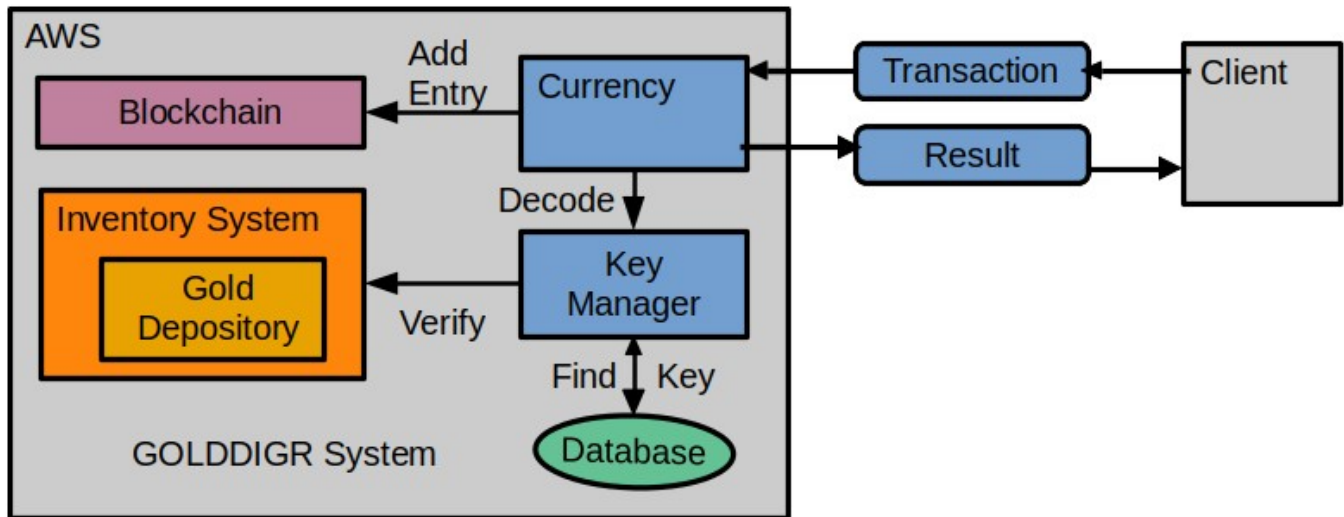 AWS
Add
Entry
Currency
Transaction
Client
Blockchain
Result
Decode
Inventory System
Key
Manager
Gold
Depository
Verify
Find Key
GOLDDIGR System
Database